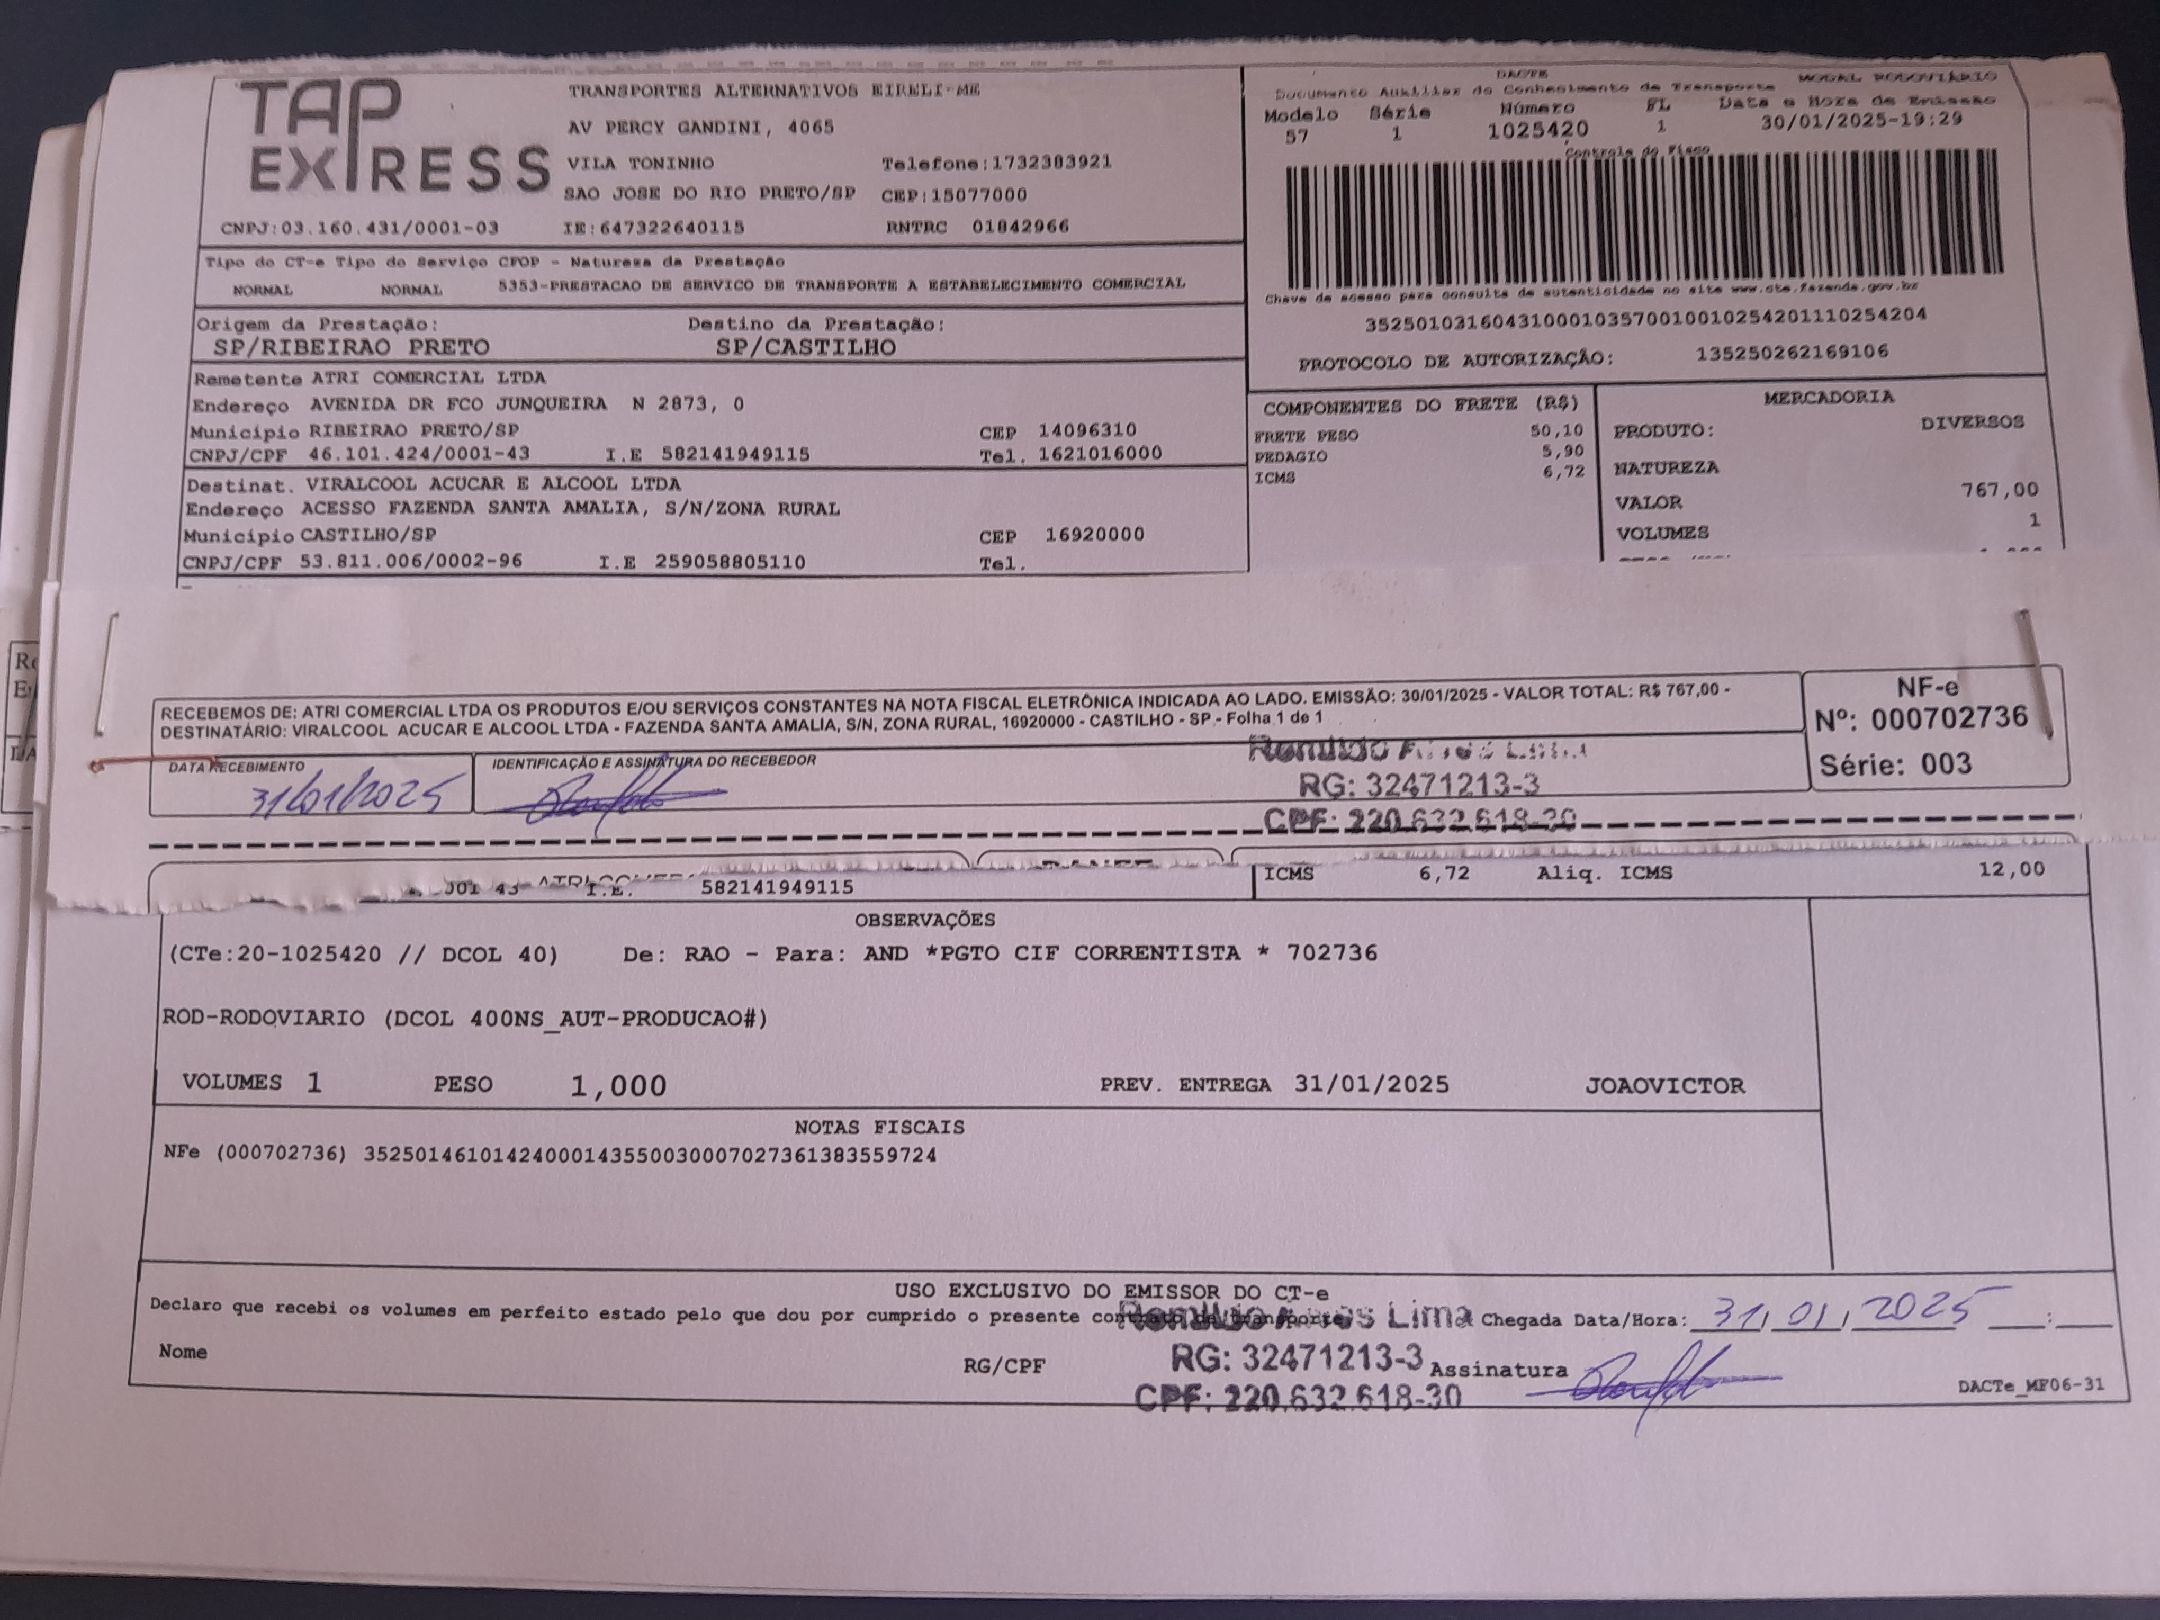 TAP EXPRESS
TRANSPORTES ALTERNATIVOS EIRELI-ME
AV PERCY GANDINI, 4065
VILA TONINHO Telefone:1732383921
SAO JOSE DO RIO PRETO/SP CEP:15077000
CNPJ:03.160.431/0001-03 IE:647322640115 RNTRC 01842966
DACTE MODAL RODOVIÁRIO
Documento Auxiliar do Conhecimento de Transporte
Modelo Série Número FL Data e Hora de Emissão
57 1 1025420 1 30/01/2025-19:29
Controle do Fisco
Chave de acesso para consulta de autenticidade no site www.cte.fazenda.gov.br
35250103160431000103570010010254201110254204
PROTOCOLO DE AUTORIZAÇÃO: 135250262169106
Tipo do CT-e Tipo do Serviço CFOP - Natureza da Prestação
NORMAL NORMAL 5353-PRESTACAO DE SERVICO DE TRANSPORTE A ESTABELECIMENTO COMERCIAL
Origem da Prestação: Destino da Prestação:
SP/RIBEIRAO PRETO SP/CASTILHO
Remetente ATRI COMERCIAL LTDA
Endereço AVENIDA DR FCO JUNQUEIRA N 2873, 0
Município RIBEIRAO PRETO/SP CEP 14096310
CNPJ/CPF 46.101.424/0001-43 I.E 582141949115 Tel. 1621016000
Destinat. VIRALCOOL ACUCAR E ALCOOL LTDA
Endereço ACESSO FAZENDA SANTA AMALIA, S/N/ZONA RURAL
Município CASTILHO/SP CEP 16920000
CNPJ/CPF 53.811.006/0002-96 I.E 259058805110 Tel.
COMPONENTES DO FRETE (R$)
FRETE PESO 50,10
PEDAGIO 5,90
ICMS 6,72
MERCADORIA
PRODUTO: DIVERSOS
NATUREZA
VALOR 767,00
VOLUMES 1
RECEBEMOS DE: ATRI COMERCIAL LTDA OS PRODUTOS E/OU SERVIÇOS CONSTANTES NA NOTA FISCAL ELETRÔNICA INDICADA AO LADO. EMISSÃO: 30/01/2025 - VALOR TOTAL: R$ 767,00 -
DESTINATÁRIO: VIRALCOOL ACUCAR E ALCOOL LTDA - FAZENDA SANTA AMALIA, S/N, ZONA RURAL, 16920000 - CASTILHO - SP - Folha 1 de 1
NF-e
Nº: 000702736
Série: 003
DATA RECEBIMENTO IDENTIFICAÇÃO E ASSINATURA DO RECEBEDOR
31/01/2025
Lima
RG: 32471213-3
CPF: 220.632.618-30
I.E. 582141949115 ICMS 6,72 Aliq. ICMS 12,00
OBSERVAÇÕES
(CTe:20-1025420 // DCOL 40) De: RAO - Para: AND *PGTO CIF CORRENTISTA * 702736
ROD-RODOVIARIO (DCOL 400NS_AUT-PRODUCAO#)
VOLUMES 1 PESO 1,000 PREV. ENTREGA 31/01/2025 JOAOVICTOR
NOTAS FISCAIS
NFe (000702736) 35250146101424000143550030007027361383559724
USO EXCLUSIVO DO EMISSOR DO CT-e
Declaro que recebi os volumes em perfeito estado pelo que dou por cumprido o presente contrato de transporte Chegada Data/Hora: 31/01/2025 :
Lima
Nome RG/CPF RG: 32471213-3 Assinatura
CPF: 220.632.618-30
DACTe_MF06-31